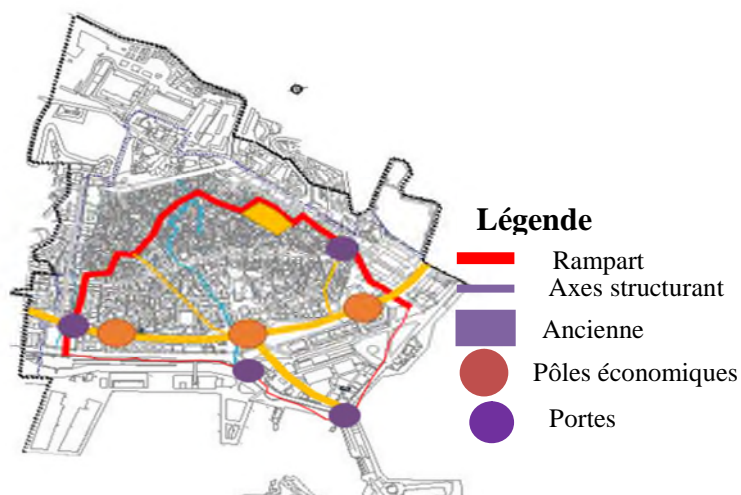 Légende
Rampart
Axes structurant
Ancienne
Pôles économiques
Portes